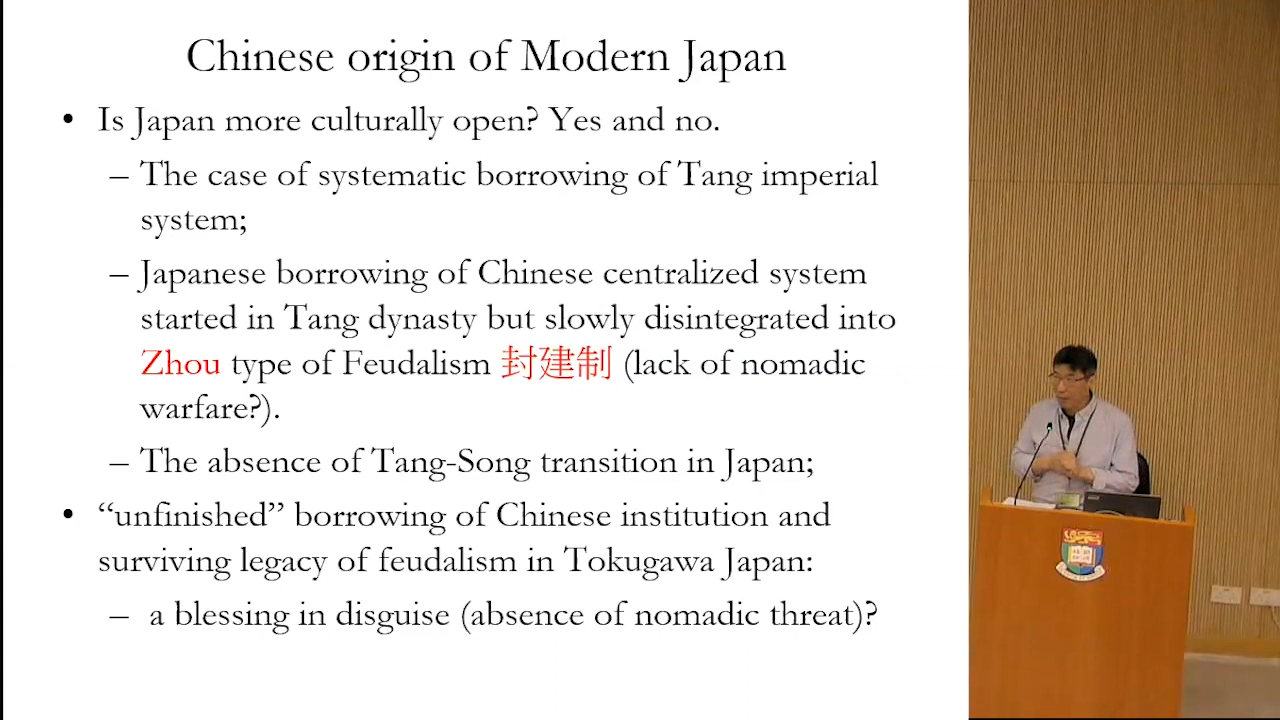 Chinese origin of Modern Japan
• Is Japan more culturally open? Yes and no.
– The case of systematic borrowing of Tang imperial
system;
– Japanese borrowing of Chinese centralized system
started in Tang dynasty but slowly disintegrated into
Zhou type of Feudalism 封建制 (lack of nomadic
warfare?).
– The absence of Tang-Song transition in Japan;
• “unfinished” borrowing of Chinese institution and
surviving legacy of feudalism in Tokugawa Japan:
– a blessing in disguise (absence of nomadic threat)?